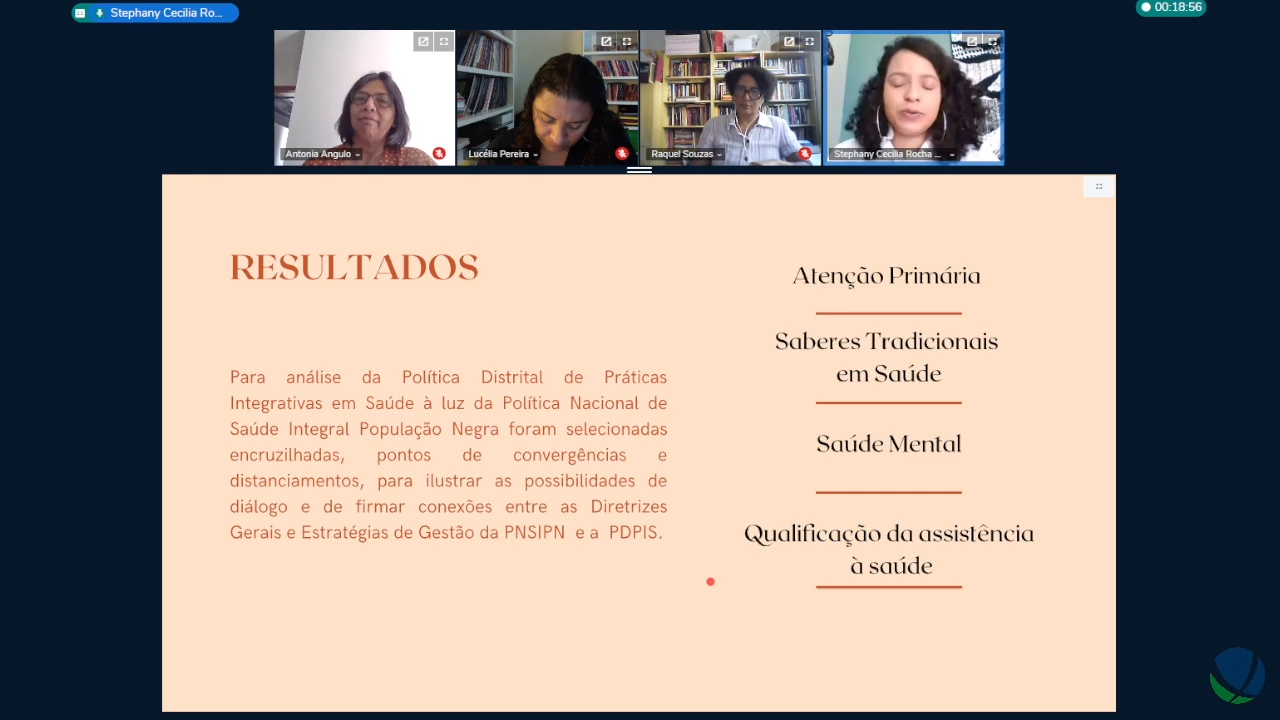 Stephany Cecilia Ro...
00:18:56
Antonia Angulo
Lucélia Pereira
Raquel Souzas
Stephany Cecilia Rocha ...
RESULTADOS
Para análise da Política Distrital de Práticas
Integrativas em Saúde à luz da Política Nacional de
Saúde Integral População Negra foram selecionadas
encruzilhadas, pontos de convergências e
distanciamentos, para ilustrar as possibilidades de
diálogo e de firmar conexões entre as Diretrizes
Gerais e Estratégias de Gestão da PNSIPN e a PDPIS.
Atenção Primária
Saberes Tradicionais
em Saúde
Saúde Mental
Qualificação da assistência
à saúde